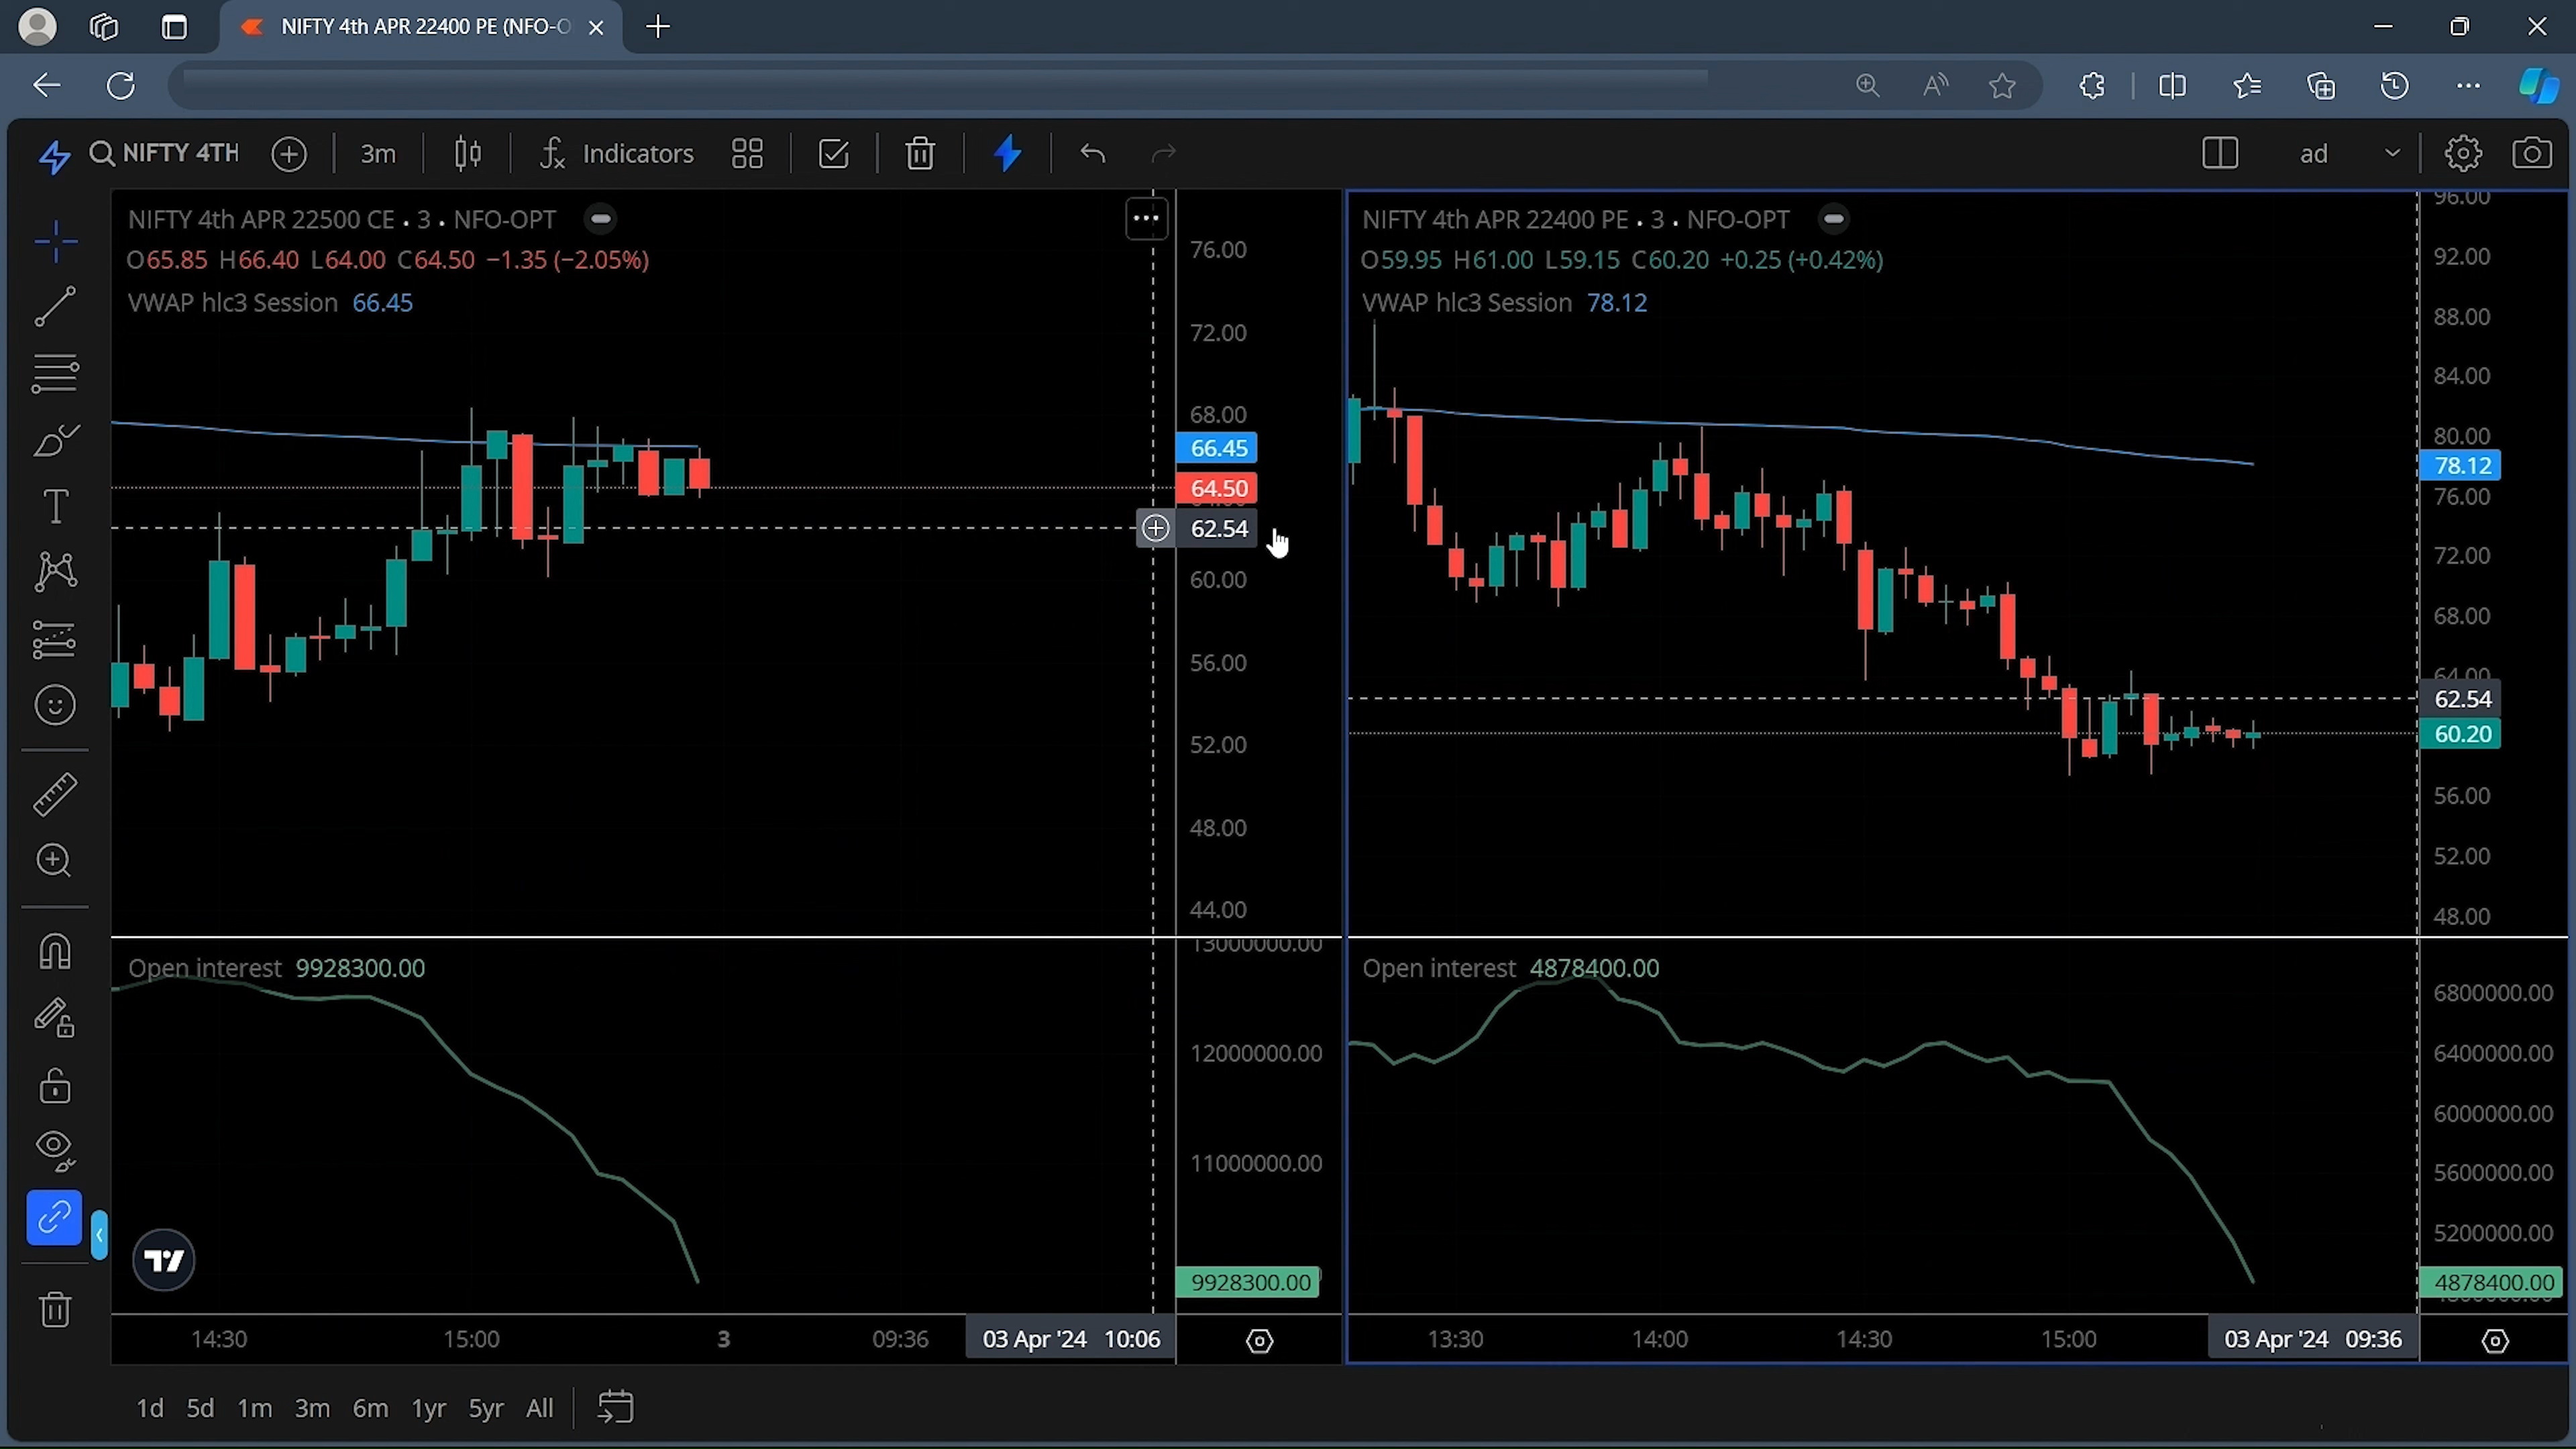 NIFTY 4th APR 22400 PE (NFO-O
NIFTY 4TH
3m
Indicators
ad
NIFTY 4th APR 22500 CE • 3 • NFO-OPT
O65.85 H66.40 L64.00 C64.50 −1.35 (−2.05%)
VWAP hlc3 Session 66.45
76.00
72.00
68.00
66.45
64.50
62.54
60.00
56.00
52.00
48.00
44.00
Open interest 9928300.00
13000000.00
12000000.00
11000000.00
9928300.00
14:30 15:00 3 09:36 03 Apr '24 10:06
NIFTY 4th APR 22400 PE • 3 • NFO-OPT
O59.95 H61.00 L59.15 C60.20 +0.25 (+0.42%)
VWAP hlc3 Session 78.12
96.00
92.00
88.00
84.00
80.00
78.12
76.00
72.00
68.00
64.00
62.54
60.20
56.00
52.00
48.00
Open interest 4878400.00
6800000.00
6400000.00
6000000.00
5600000.00
5200000.00
4878400.00
13:30 14:00 14:30 15:00 03 Apr '24 09:36
1d 5d 1m 3m 6m 1yr 5yr All